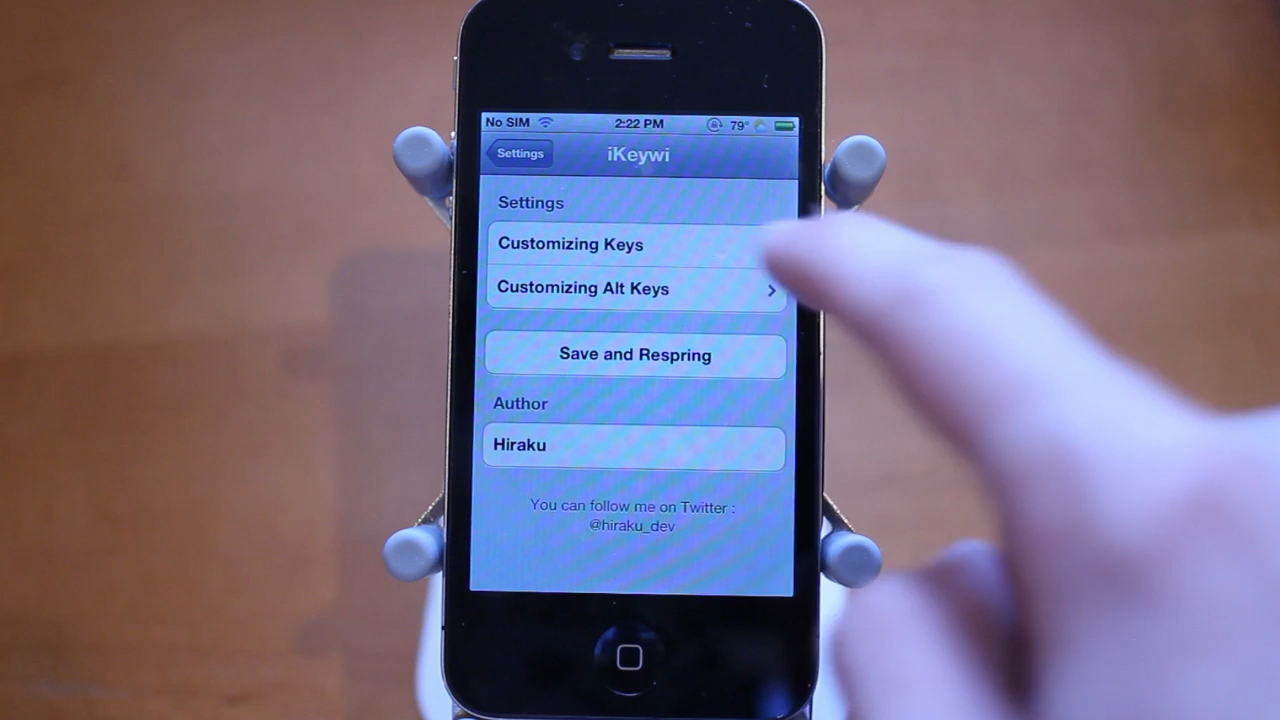 No SIM 2:22 PM 79°
Settings iKeywi
Settings
Customizing Keys
Customizing Alt Keys
Save and Respring
Author
Hiraku
You can follow me on Twitter :
@hiraku_dev